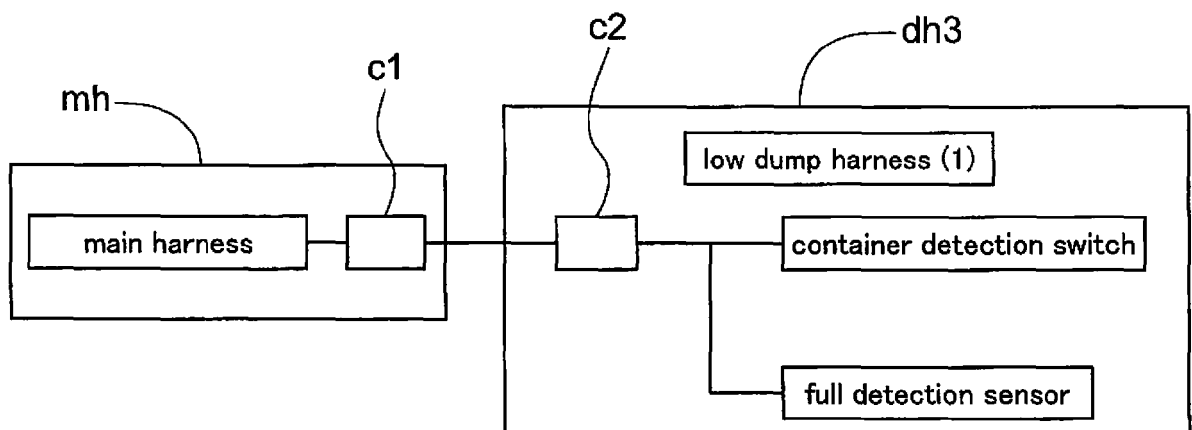 c2
dh3
c1
mh
low dump harness (1)
main harness
container detection switch
full detection sensor